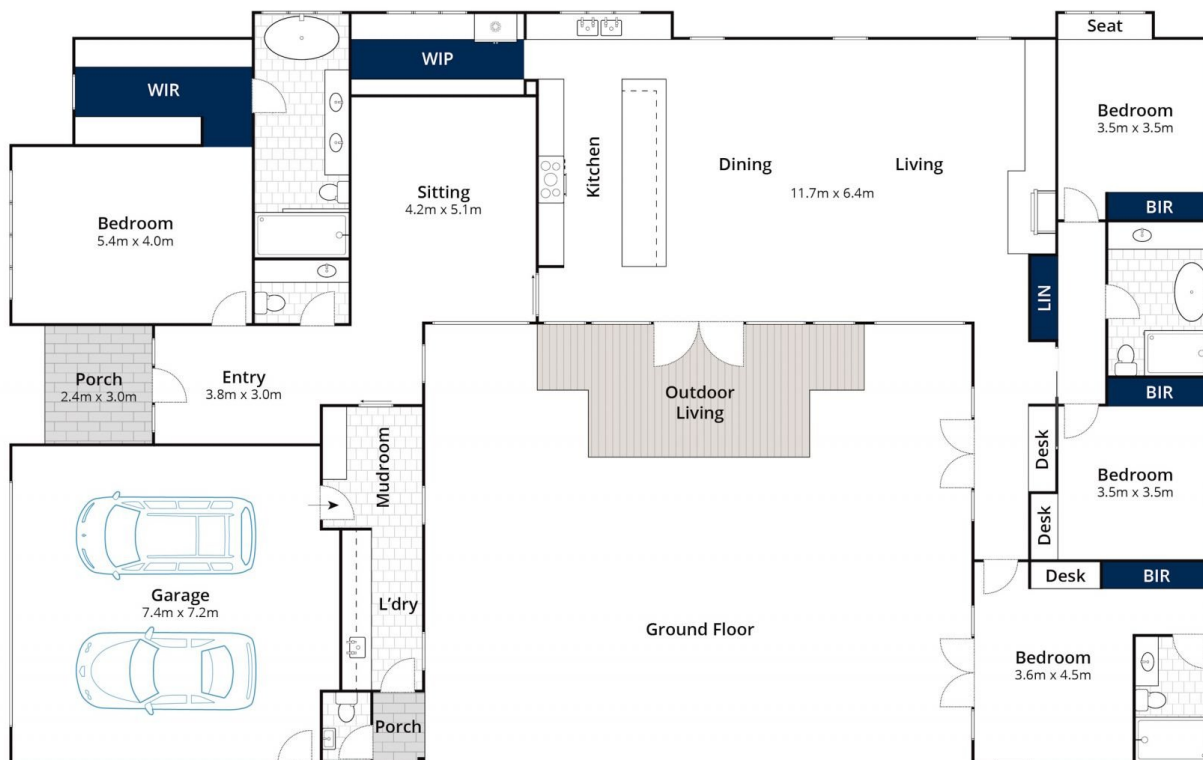 Seat
WIP
WIR
Bedroom
3.5m x 3.5m
Kitchen
Dining
Living
11.7m x 6.4m
Sitting
4.2m x 5.1m
BIR
Bedroom
5.4m x 4.0m
LIN
Porch
2.4m x 3.0m
Entry
3.8m x 3.0m
Outdoor
Living
BIR
Mudroom
Desk
Bedroom
3.5m x 3.5m
Desk
Desk
BIR
Garage
7.4m x 7.2m
L'dry
Ground Floor
Bedroom
3.6m x 4.5m
Porch